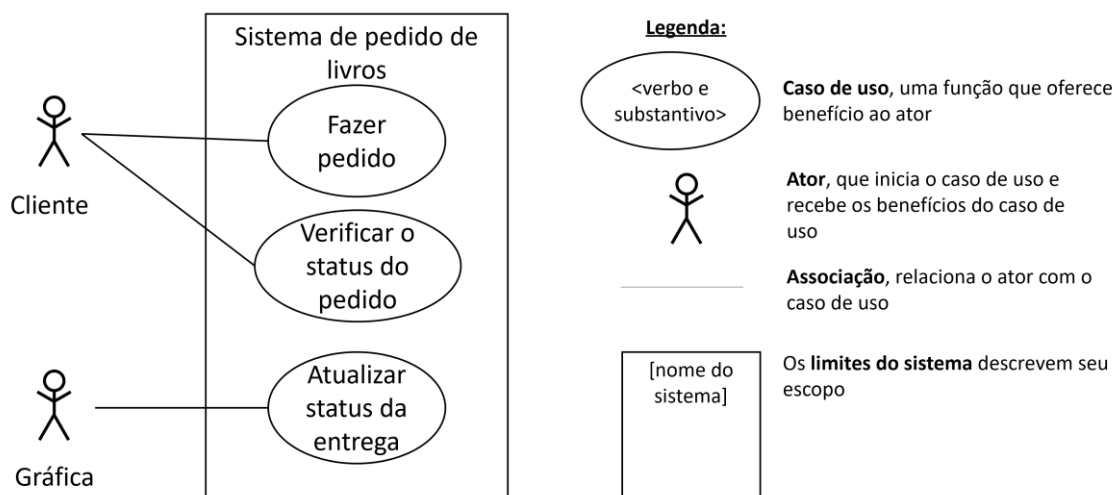 Sistema de pedido de
livros
Fazer
pedido
Cliente
Verificar o
status do
pedido
Atualizar
status da
entrega
Gráfica
Legenda:
<verbo e
substantivo>
Caso de uso, uma função que oferece
benefício ao ator
Ator, que inicia o caso de uso e
recebe os benefícios do caso de
uso
Associação, relaciona o ator com o
caso de uso
[nome do
sistema]
Os limites do sistema descrevem seu
escopo